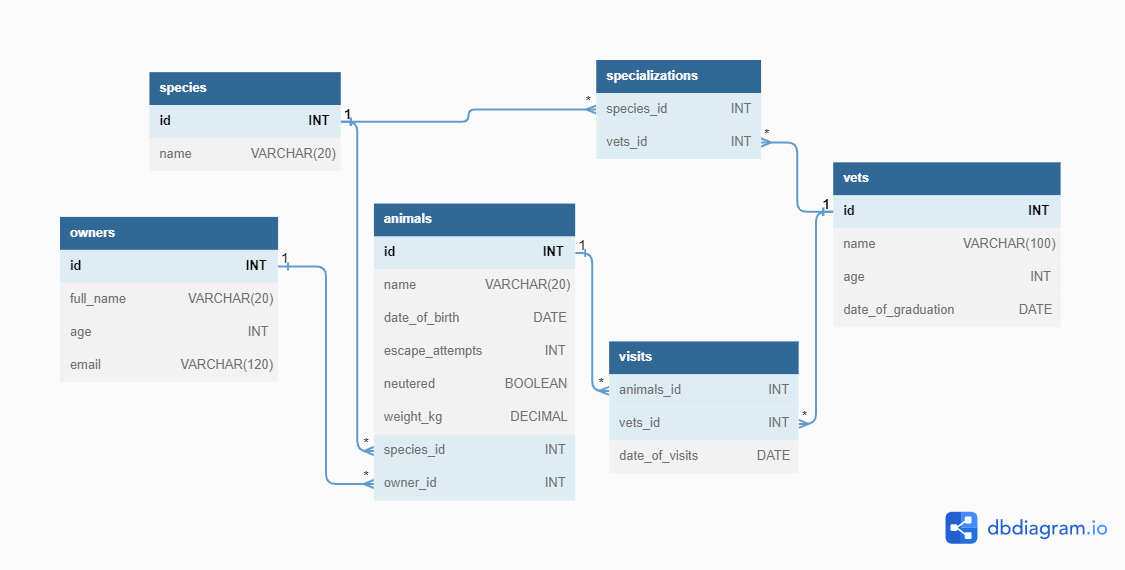 species
id INT
name VARCHAR(20)
1
*
specializations
species_id INT
vets_id INT
*
vets
id INT
name VARCHAR(100)
age INT
date_of_graduation DATE
1
owners
id INT
full_name VARCHAR(20)
age INT
email VARCHAR(120)
1
animals
id INT
name VARCHAR(20)
date_of_birth DATE
escape_attempts INT
neutered BOOLEAN
weight_kg DECIMAL
species_id INT
owner_id INT
*
*
1
visits
animals_id INT
vets_id INT
date_of_visits DATE
*
*
dbdiagram.io